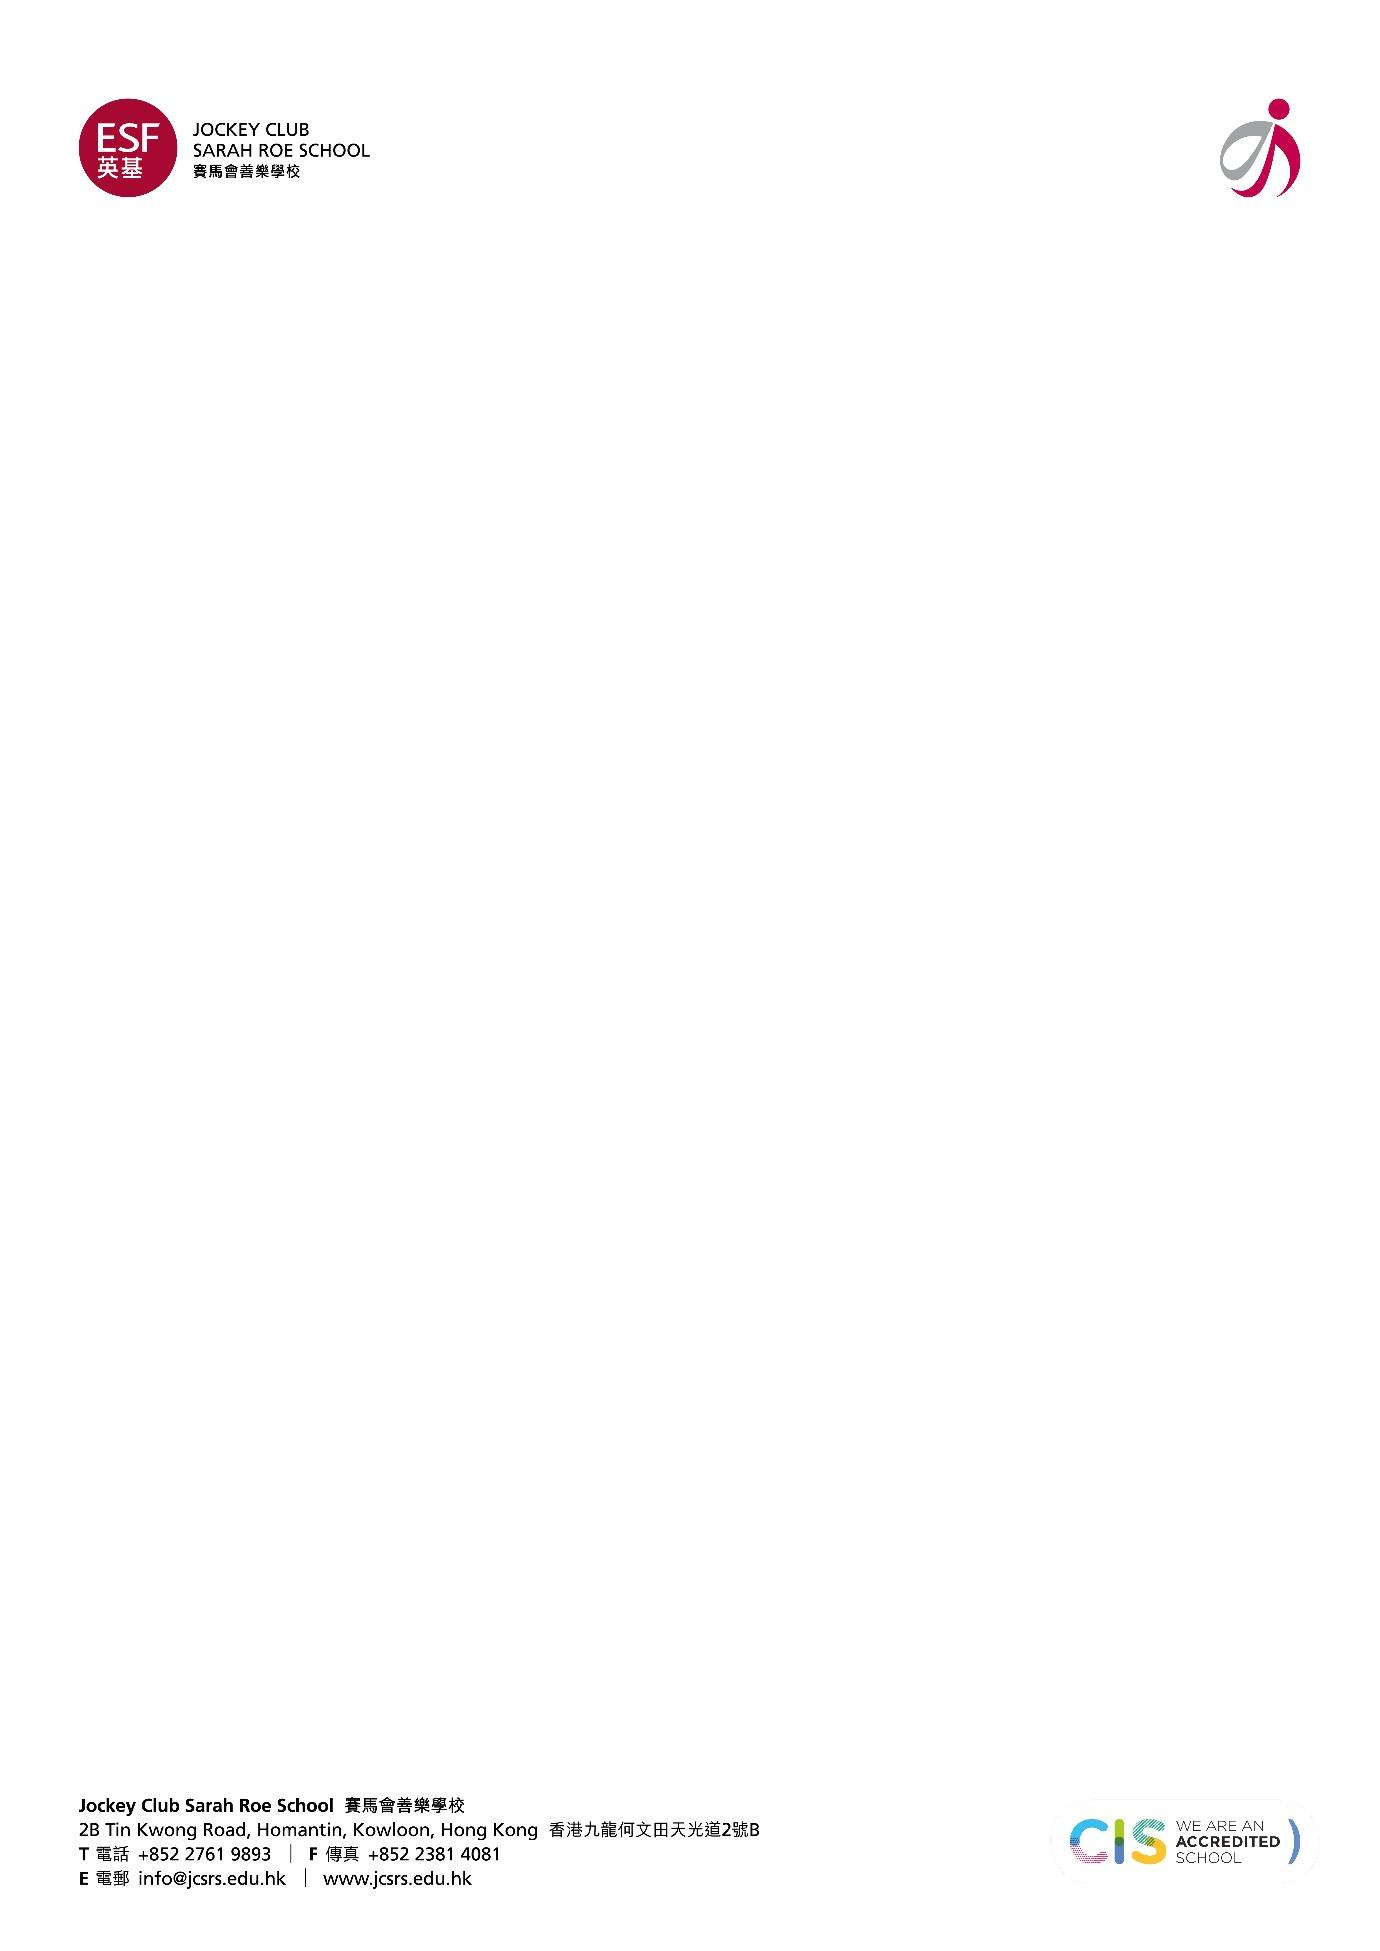 ESF
英基
JOCKEY CLUB
SARAH ROE SCHOOL
賽馬會善樂學校
Jockey Club Sarah Roe School 賽馬會善樂學校
2B Tin Kwong Road, Homantin, Kowloon, Hong Kong 香港九龍何文田天光道2號B
T 電話 +852 2761 9893 | F 傳真 +852 2381 4081
E 電郵 info@jcsrs.edu.hk | www.jcsrs.edu.hk
CIS
WE ARE AN
ACCREDITED
SCHOOL